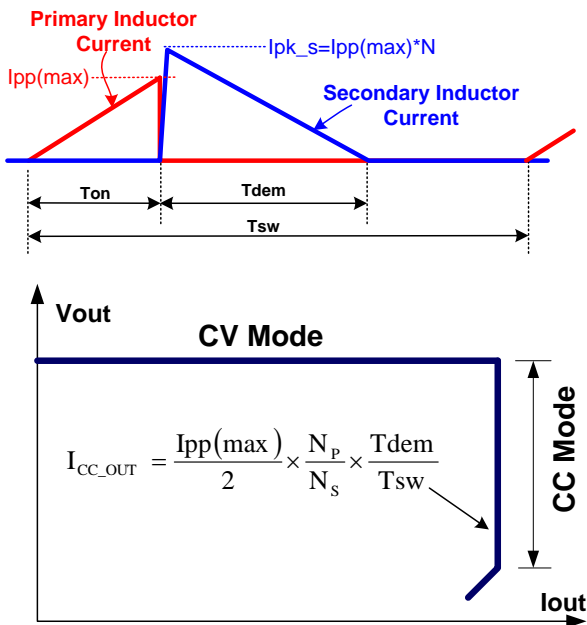 Primary Inductor
Current
Ipk_s=Ipp(max)*N
Ipp(max)
Secondary Inductor
Current
Ton
Tdem
Tsw
Vout
CV Mode
I_CC_OUT = Ipp(max)/2 × N_P/N_S × Tdem/Tsw
CC Mode
Iout